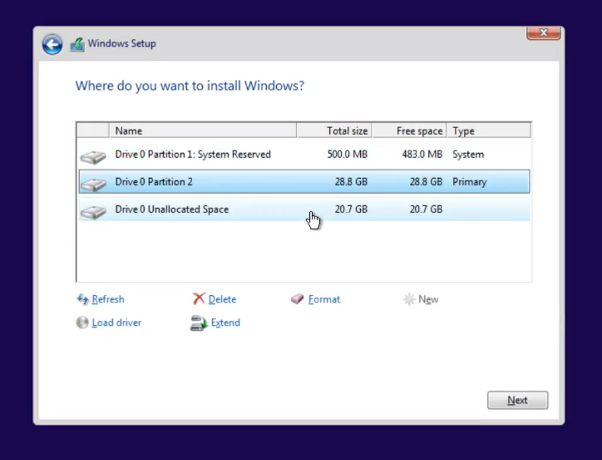 Windows Setup
Where do you want to install Windows?
Name Total size Free space Type
Drive 0 Partition 1: System Reserved 500.0 MB 483.0 MB System
Drive 0 Partition 2 28.8 GB 28.8 GB Primary
Drive 0 Unallocated Space 20.7 GB 20.7 GB
Refresh Delete Format New
Load driver Extend
Next